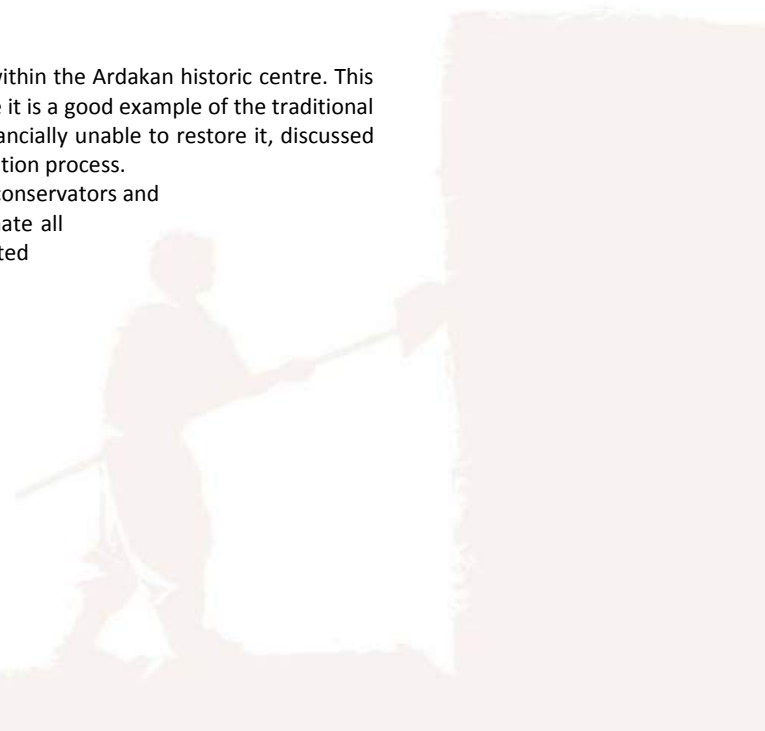 within the Ardakan historic centre. This
it is a good example of the traditional
ancially unable to restore it, discussed
tion process.
conservators and
ate all
ted